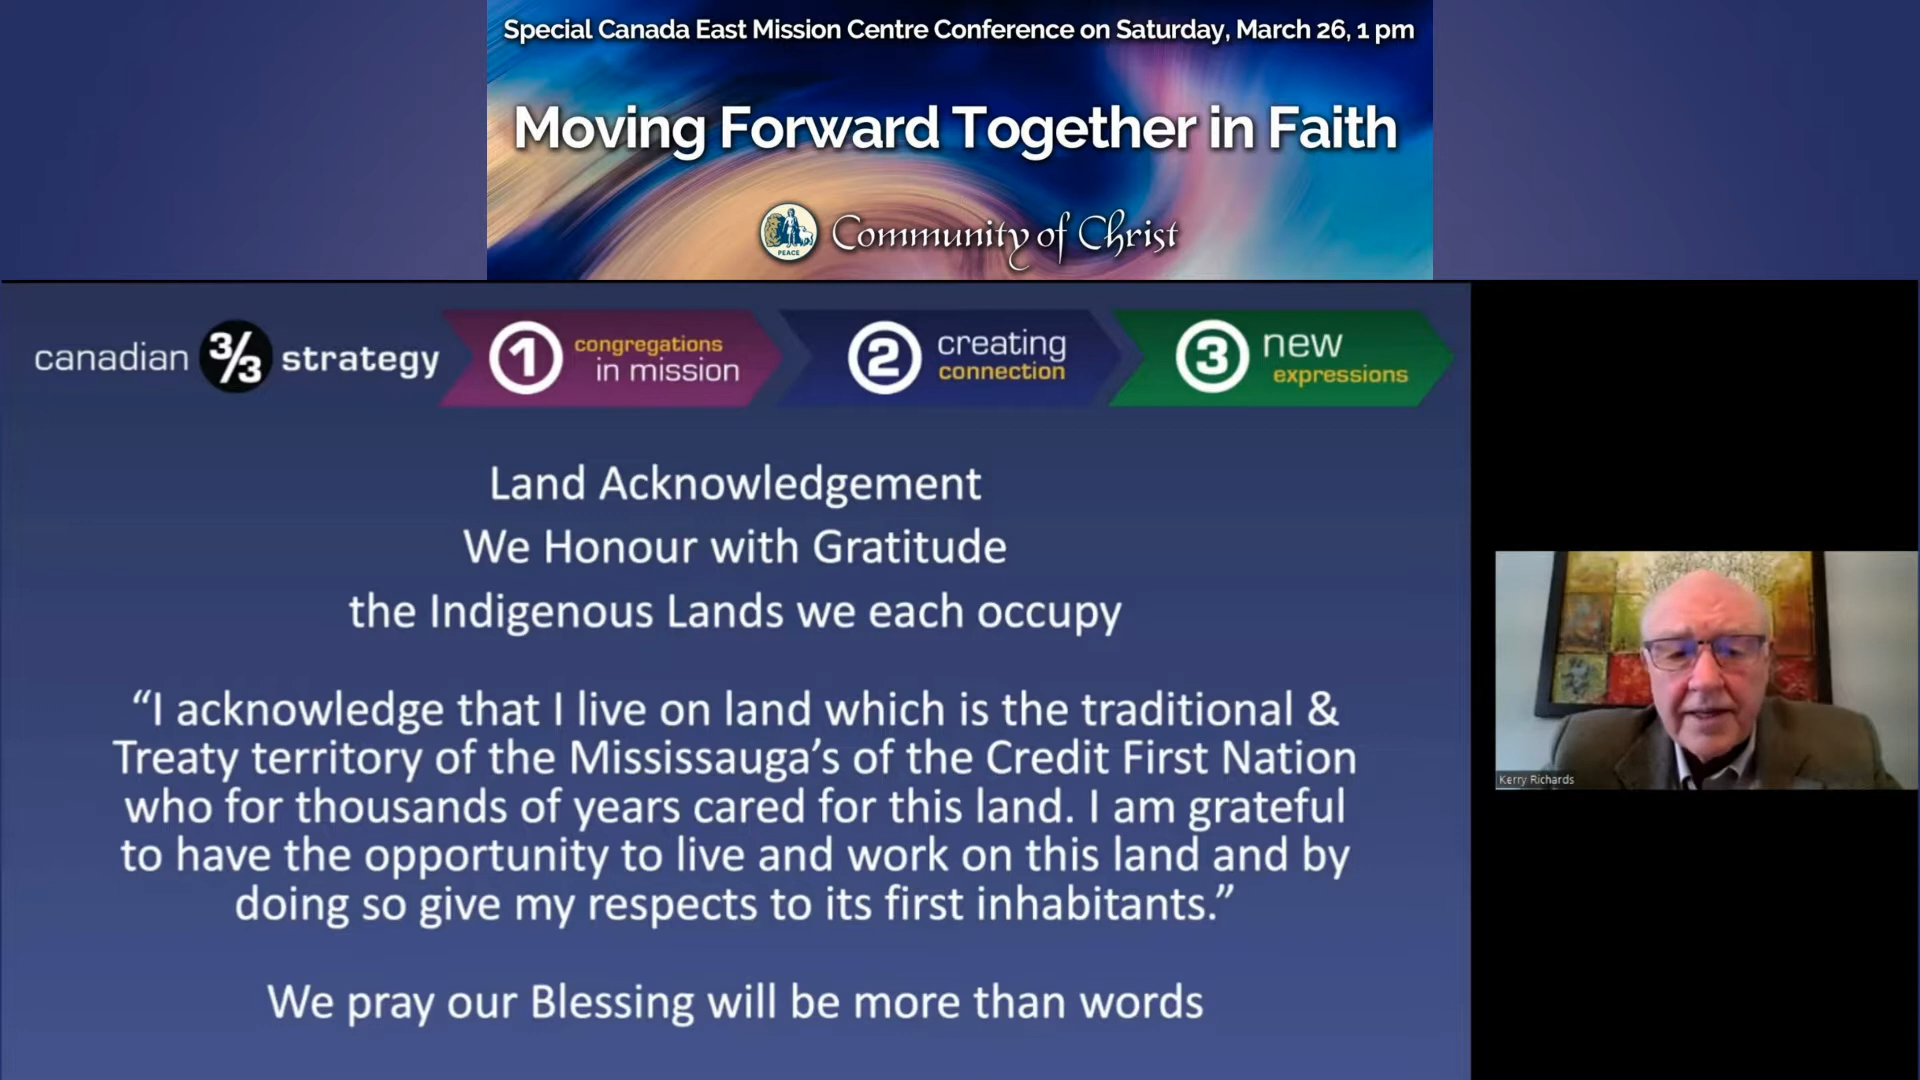 Special Canada East Mission Centre Conference on Saturday, March 26, 1 pm
Moving Forward Together in Faith
PEACE
Community of Christ
canadian 3/3 strategy
1 congregations
in mission
2 creating
connection
3 new
expressions
Land Acknowledgement
We Honour with Gratitude
the Indigenous Lands we each occupy
“I acknowledge that I live on land which is the traditional &
Treaty territory of the Mississauga’s of the Credit First Nation
who for thousands of years cared for this land. I am grateful
to have the opportunity to live and work on this land and by
doing so give my respects to its first inhabitants.”
We pray our Blessing will be more than words
Kerry Richards